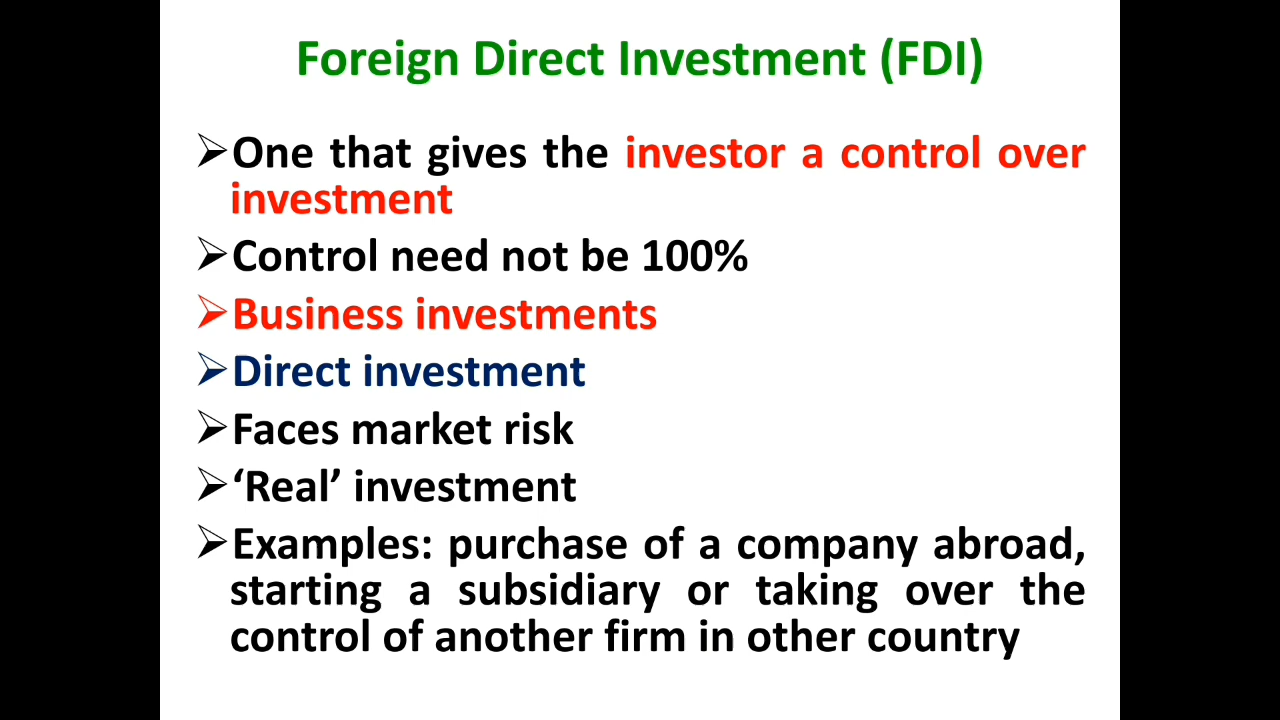 Foreign Direct Investment (FDI)
➢One that gives the investor a control over
investment
➢Control need not be 100%
➢Business investments
➢Direct investment
➢Faces market risk
➢‘Real’ investment
➢Examples: purchase of a company abroad,
starting a subsidiary or taking over the
control of another firm in other country